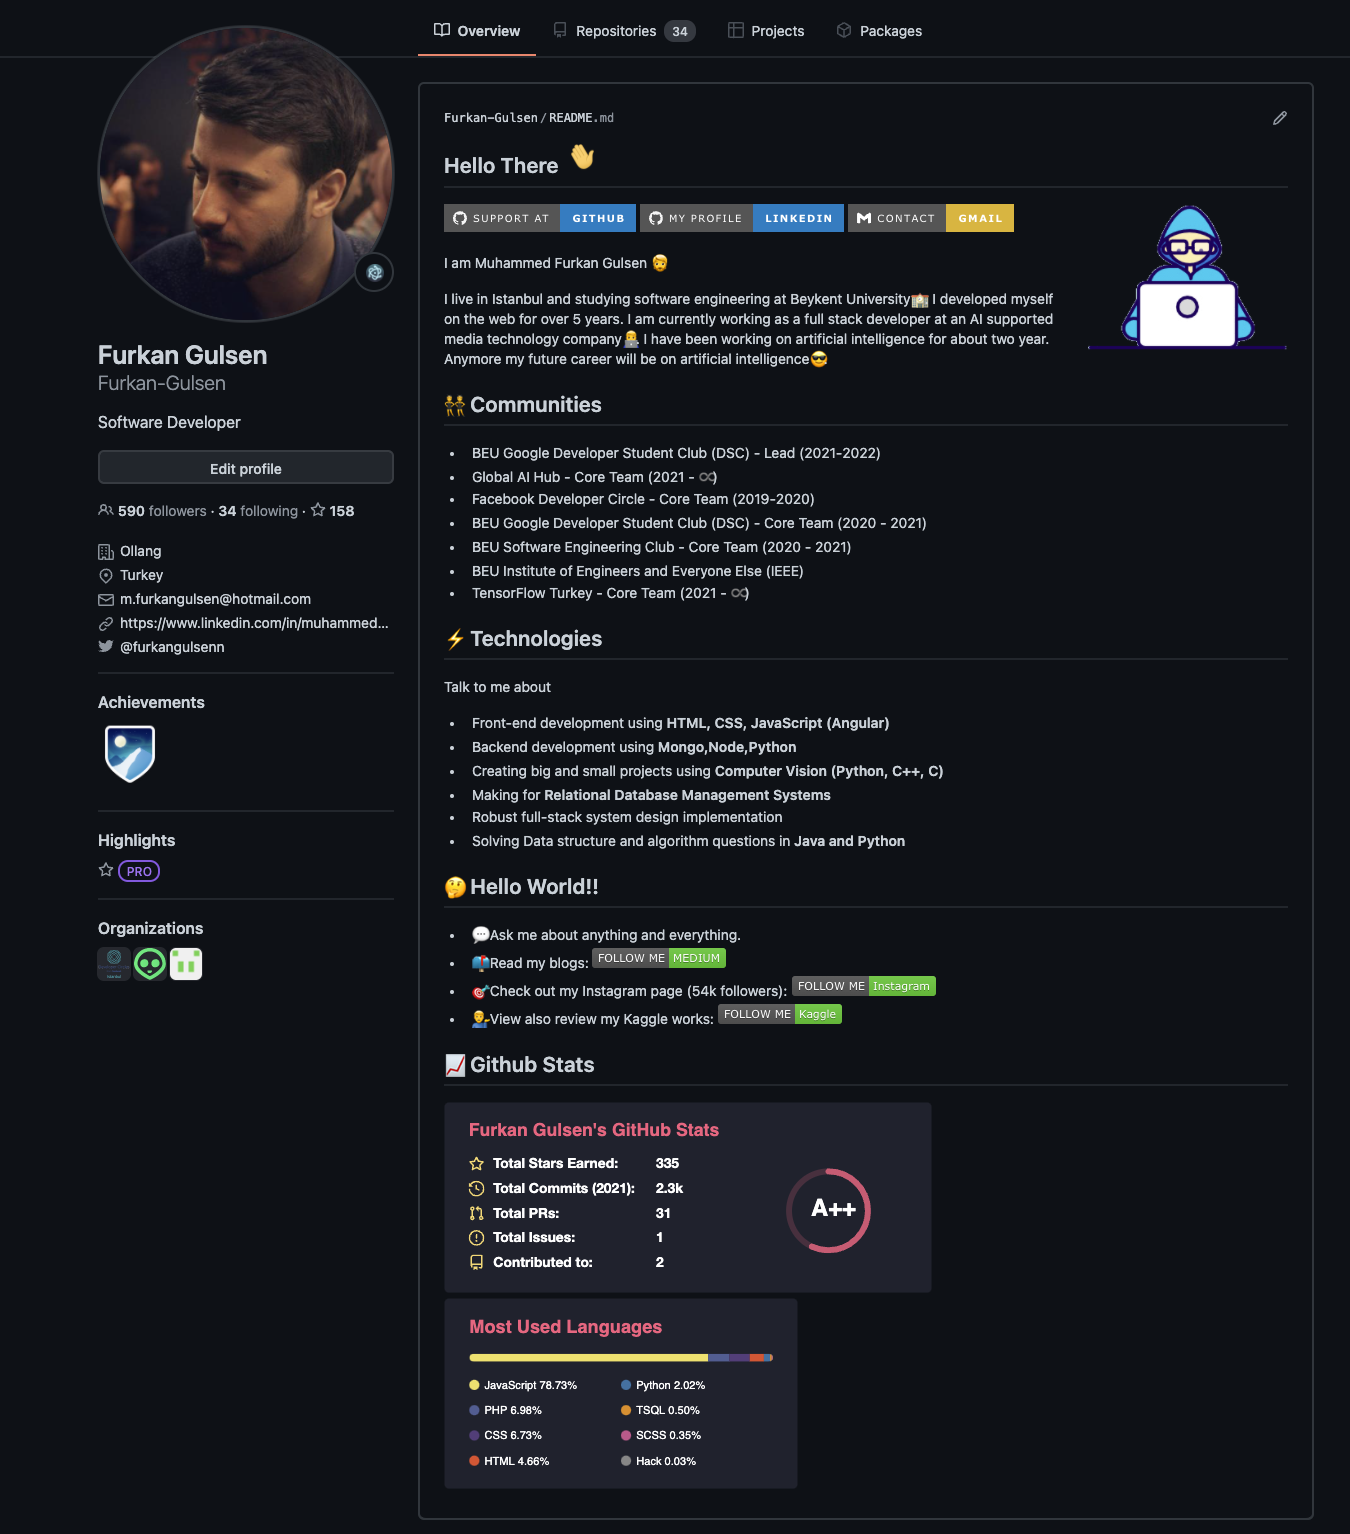 Overview
Repositories 34
Projects
Packages
Furkan Gulsen
Furkan-Gulsen
Software Developer
Edit profile
590 followers · 34 following · 158
Ollang
Turkey
m.furkangulsen@hotmail.com
https://www.linkedin.com/in/muhammed...
@furkangulsenn
Achievements
Highlights
PRO
Organizations
Furkan-Gulsen/README.md
Hello There 👋
SUPPORT AT GITHUB
MY PROFILE LINKEDIN
CONTACT GMAIL
I am Muhammed Furkan Gulsen
I live in Istanbul and studying software engineering at Beykent University🏫 I developed myself
on the web for over 5 years. I am currently working as a full stack developer at an AI supported
media technology company👨‍💻 I have been working on artificial intelligence for about two year.
Anymore my future career will be on artificial intelligence😎
👯 Communities
• BEU Google Developer Student Club (DSC) - Lead (2021-2022)
• Global AI Hub - Core Team (2021 - ∞)
• Facebook Developer Circle - Core Team (2019-2020)
• BEU Google Developer Student Club (DSC) - Core Team (2020 - 2021)
• BEU Software Engineering Club - Core Team (2020 - 2021)
• BEU Institute of Engineers and Everyone Else (IEEE)
• TensorFlow Turkey - Core Team (2021 - ∞)
⚡ Technologies
Talk to me about
• Front-end development using HTML, CSS, JavaScript (Angular)
• Backend development using Mongo,Node,Python
• Creating big and small projects using Computer Vision (Python, C++, C)
• Making for Relational Database Management Systems
• Robust full-stack system design implementation
• Solving Data structure and algorithm questions in Java and Python
🤔 Hello World!!
• 💬Ask me about anything and everything.
• 📫Read my blogs: FOLLOW ME MEDIUM
• 🎯Check out my Instagram page (54k followers): FOLLOW ME Instagram
• 💁‍♂️View also review my Kaggle works: FOLLOW ME Kaggle
📈 Github Stats
Furkan Gulsen's GitHub Stats
Total Stars Earned: 335
Total Commits (2021): 2.3k
Total PRs: 31
Total Issues: 1
Contributed to: 2
A++
Most Used Languages
JavaScript 78.73%
PHP 6.98%
CSS 6.73%
HTML 4.66%
Python 2.02%
TSQL 0.50%
SCSS 0.35%
Hack 0.03%